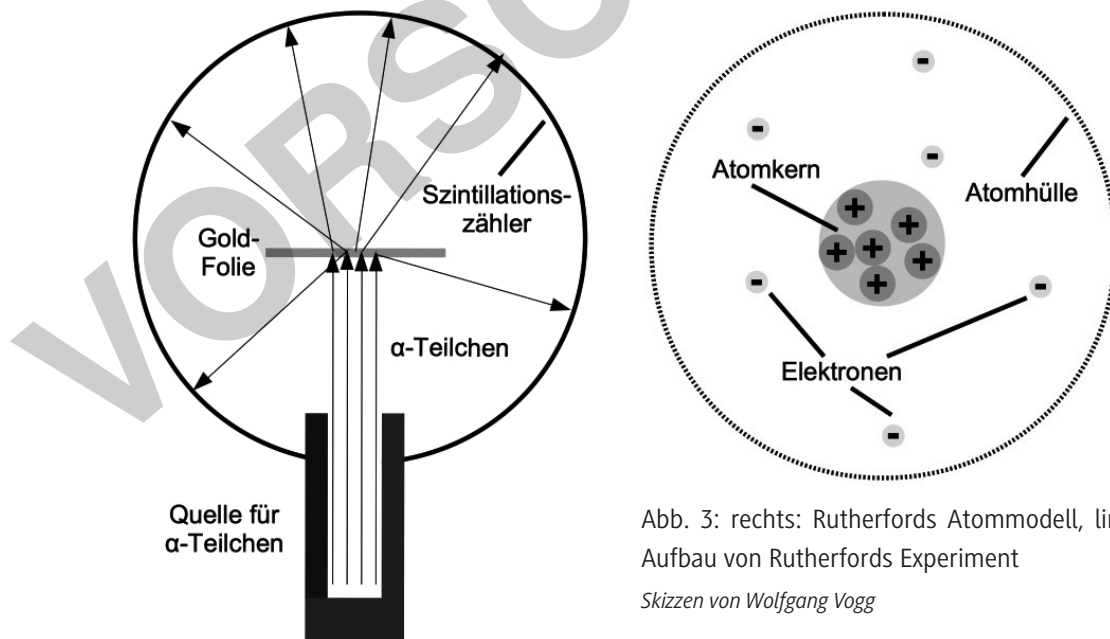 VORSC
Szintillations-
zähler
Gold-
Folie
α-Teilchen
Quelle für
α-Teilchen
-
-
-
Atomkern
Atomhülle
+
+
+
+
+
+
-
-
Elektronen
-
Abb. 3: rechts: Rutherfords Atommodell, lin
Aufbau von Rutherfords Experiment
Skizzen von Wolfgang Vogg